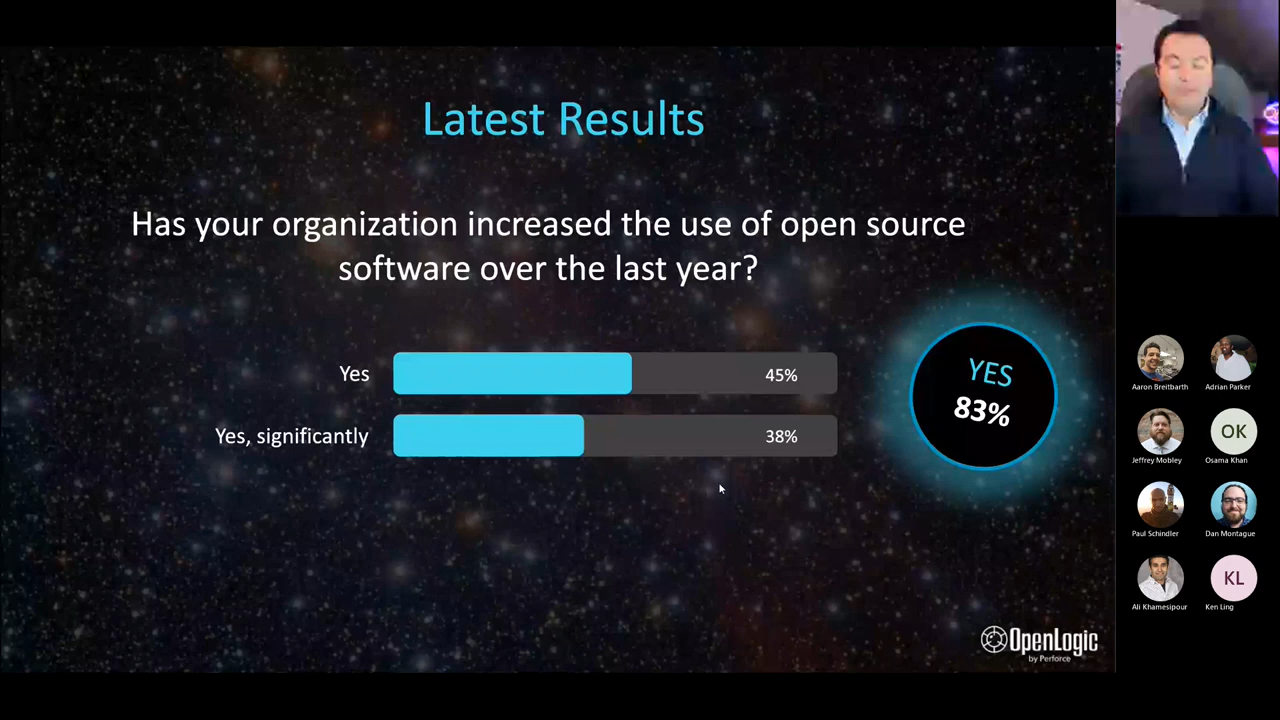 Latest Results
Has your organization increased the use of open source
software over the last year?
Yes
45%
Yes, significantly
38%
YES
83%
OpenLogic
by Perforce
Aaron Breitbarth
Adrian Parker
Jeffrey Mobley
OK
Osama Khan
Paul Schindler
Dan Montague
Ali Khamesipour
KL
Ken Ling